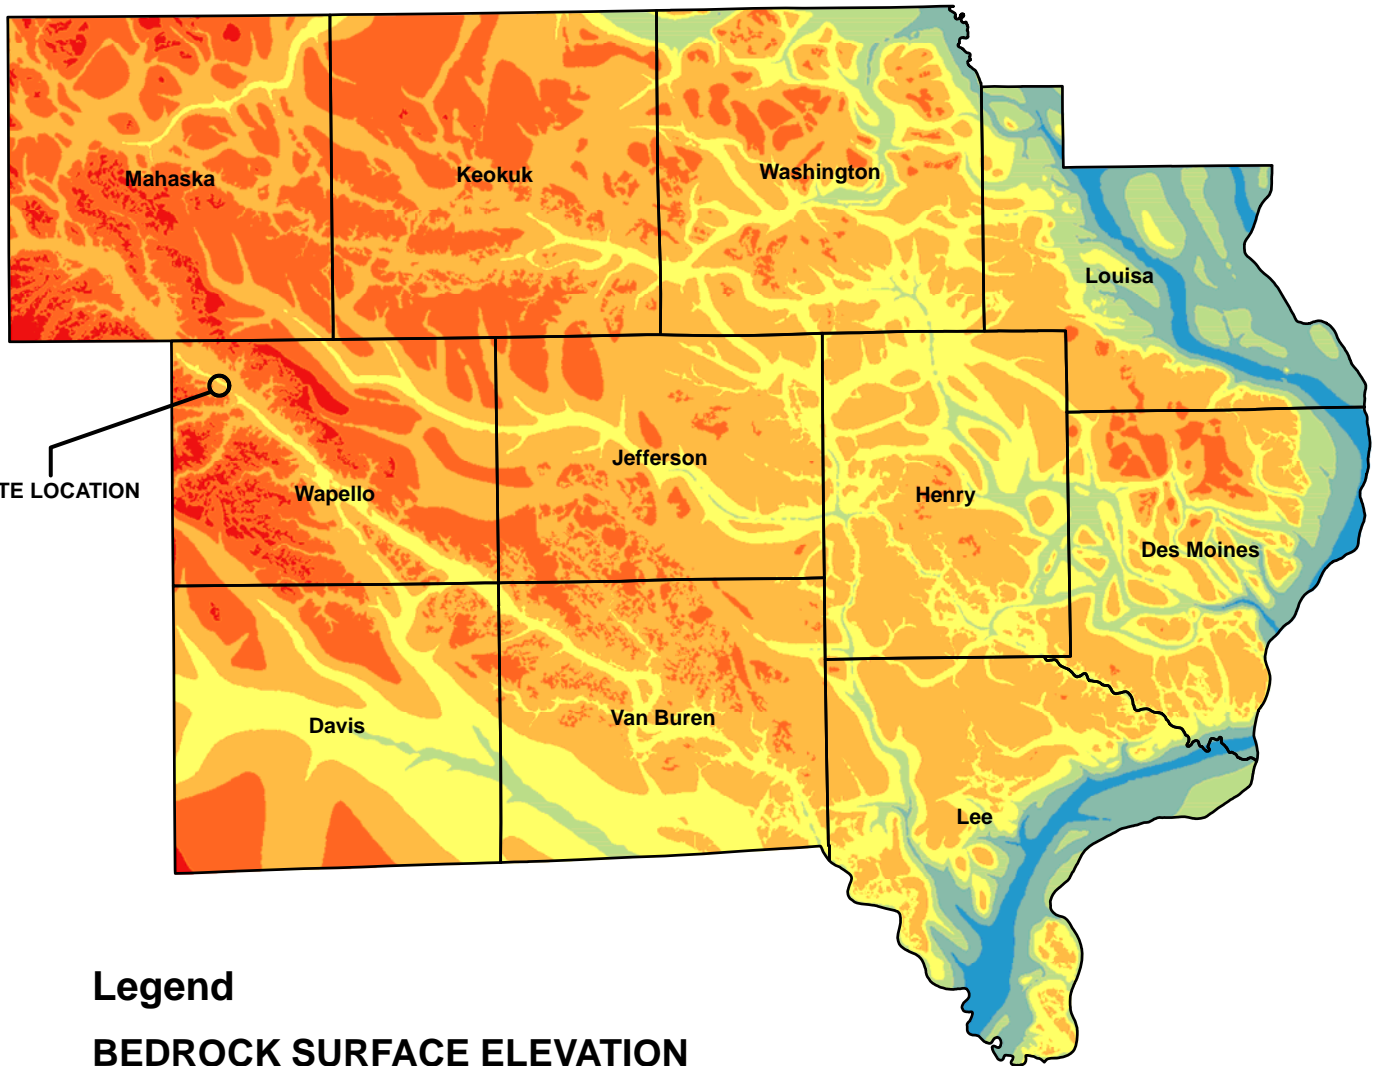 Mahaska
Keokuk
Washington
Louisa
TE LOCATION
Wapello
Jefferson
Henry
Des Moines
Davis
Van Buren
Lee
Legend
BEDROCK SURFACE ELEVATION